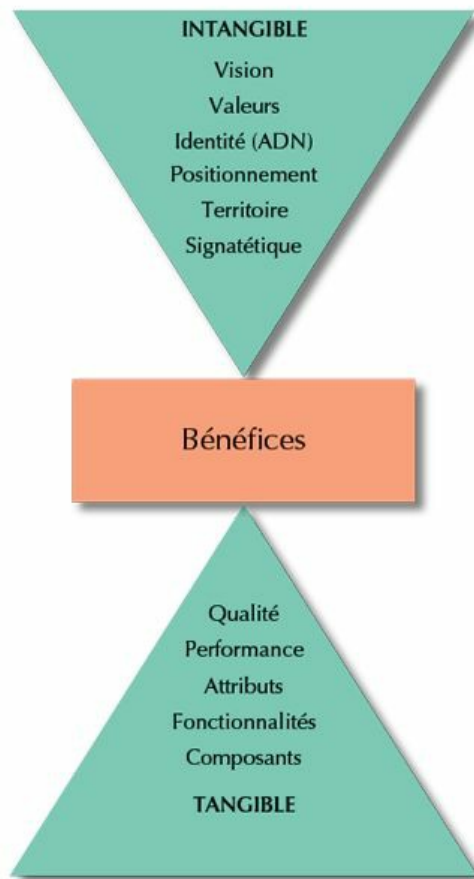 INTANGIBLE
Vision
Valeurs
Identité (ADN)
Positionnement
Territoire
Signatétique
Bénéfices
Qualité
Performance
Attributs
Fonctionnalités
Composants
TANGIBLE